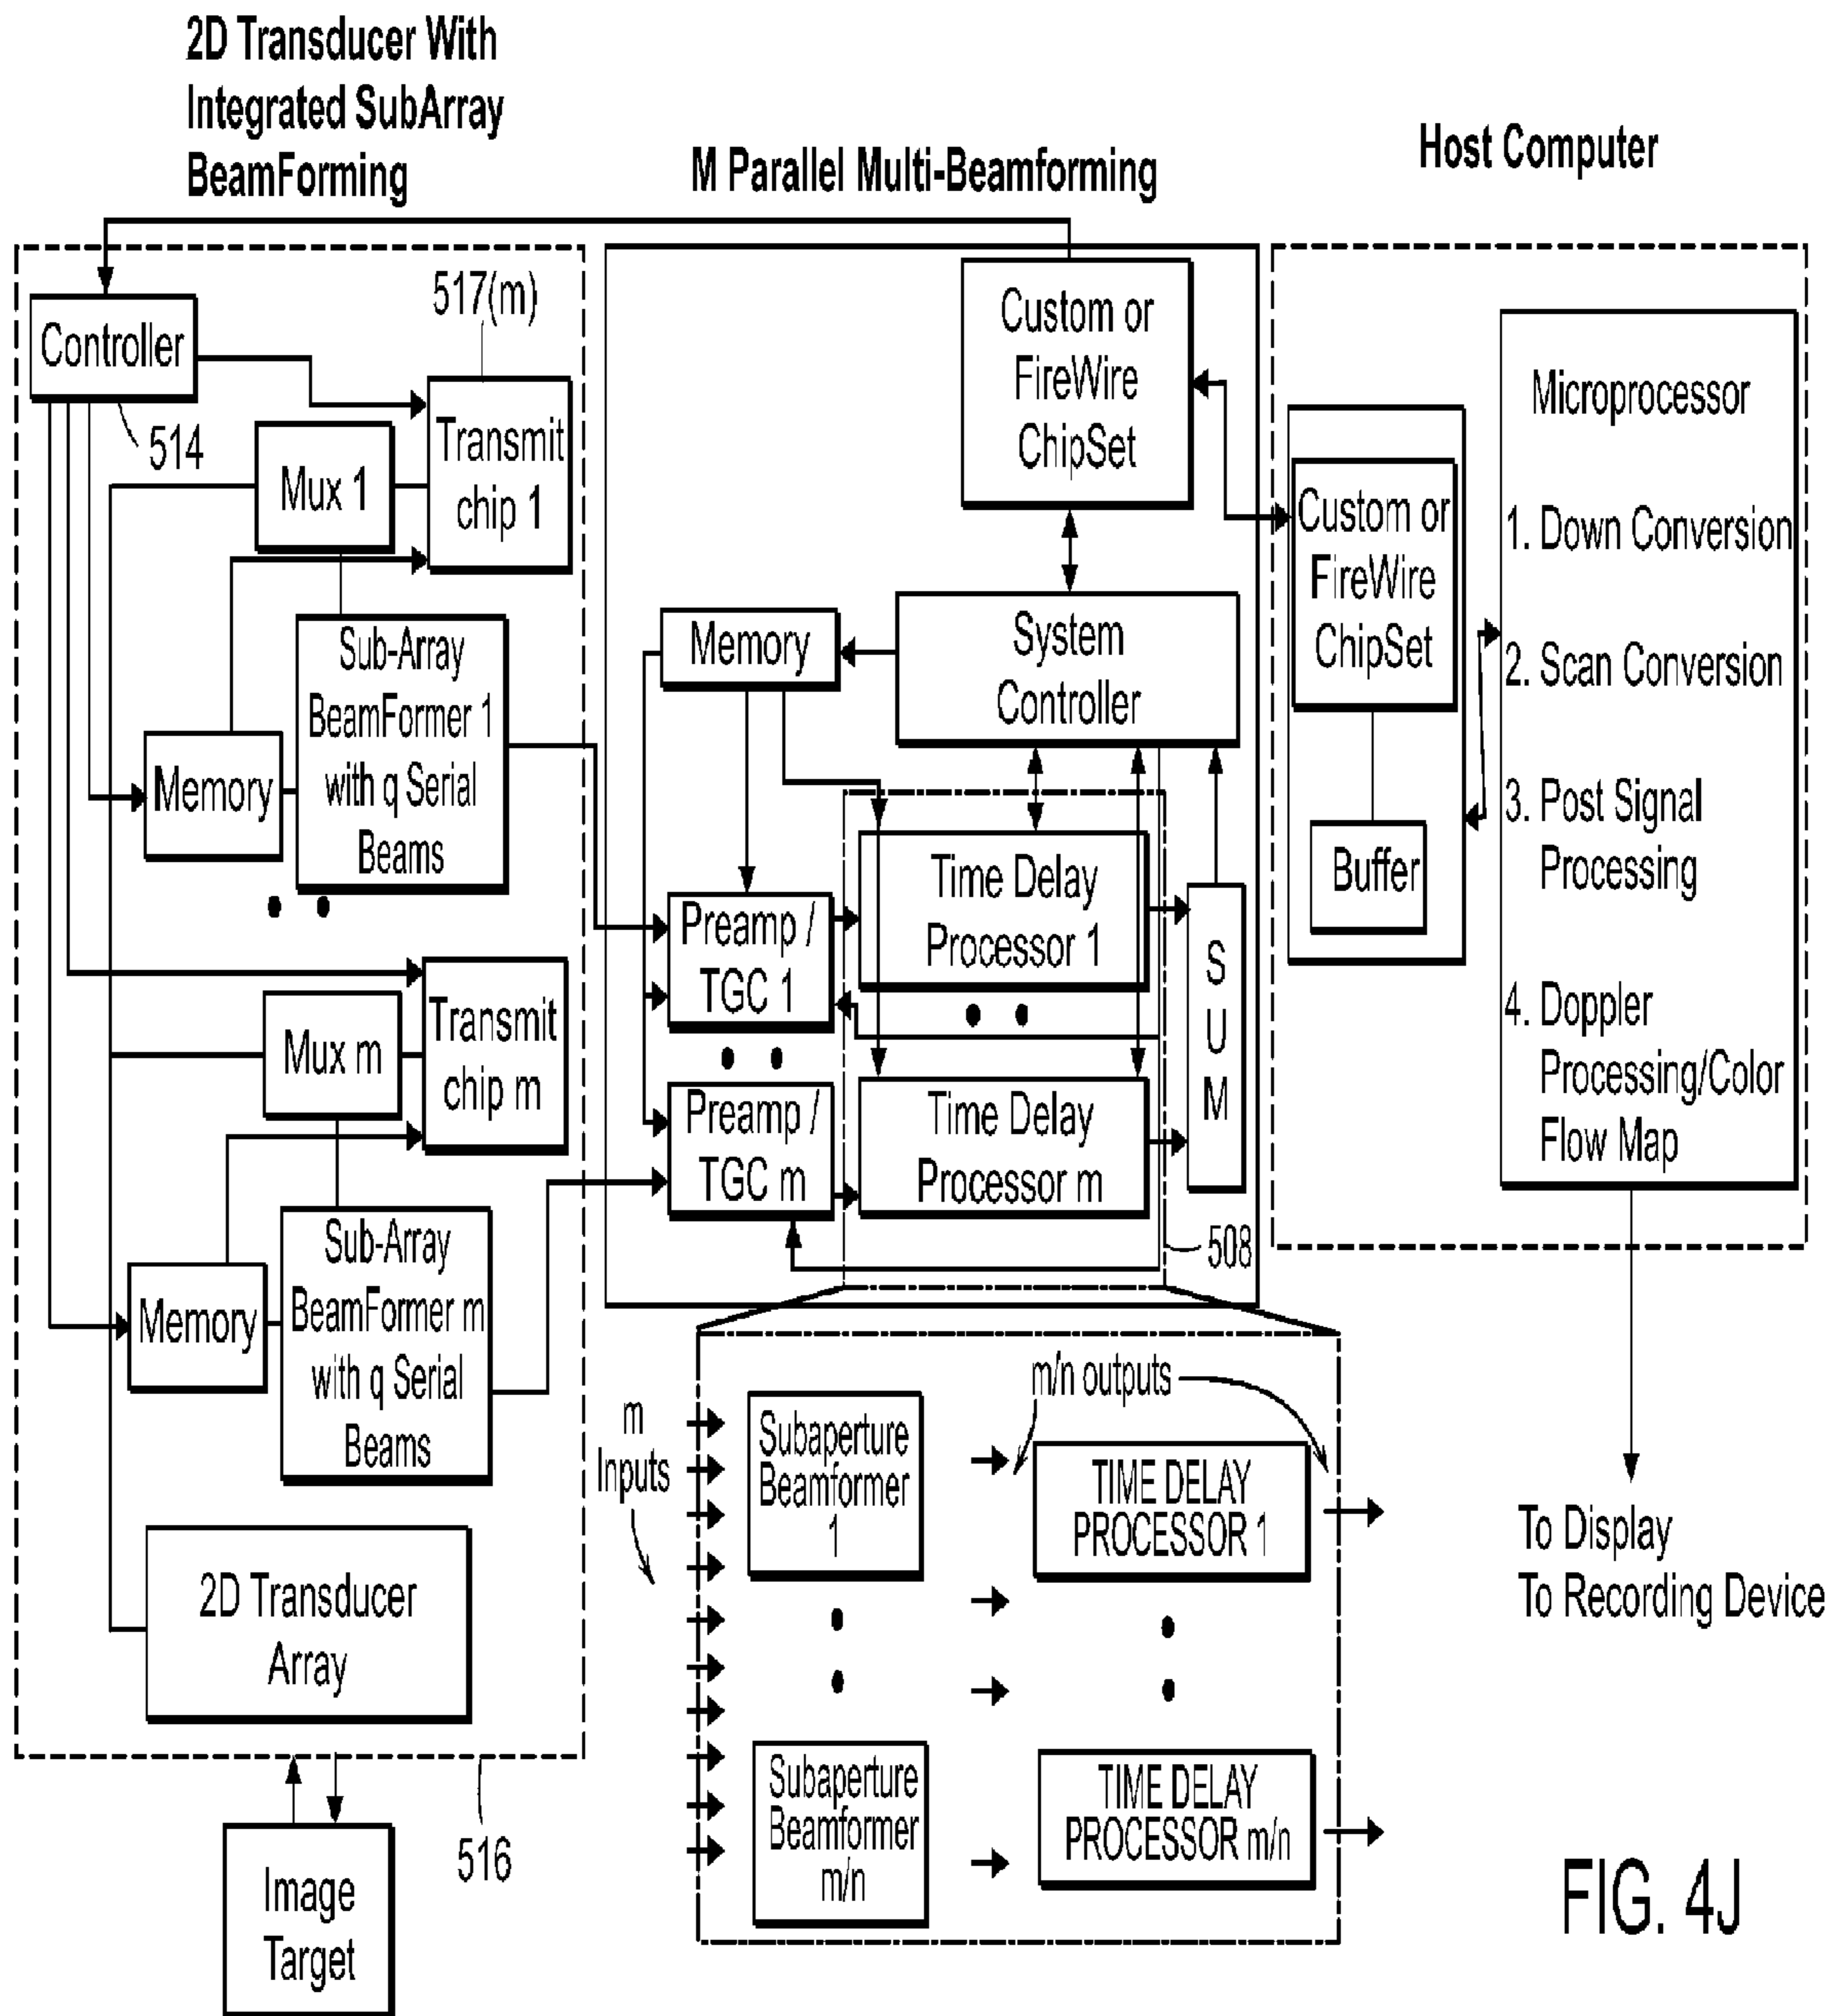 2D Transducer With
Integrated SubArray
BeamForming
M Parallel Multi-Beamforming
Host Computer
Controller
514
517(m)
Mux 1
Transmit
chip 1
Memory
Sub-Array
BeamFormer 1
with q Serial
Beams
Mux m
Transmit
chip m
Memory
Sub-Array
BeamFormer m
with q Serial
Beams
2D Transducer
Array
516
Image
Target
Custom or
FireWire
ChipSet
Memory
System
Controller
Preamp /
TGC 1
Time Delay
Processor 1
Preamp /
TGC m
Time Delay
Processor m
S
U
M
508
Custom or
FireWire
ChipSet
Buffer
Microprocessor
1. Down Conversion
2. Scan Conversion
3. Post Signal
Processing
4. Doppler
Processing/Color
Flow Map
To Display
To Recording Device
m
Inputs
Subaperture
Beamformer
1
m/n outputs
TIME DELAY
PROCESSOR 1
Subaperture
Beamformer
m/n
TIME DELAY
PROCESSOR m/n
FIG. 4J